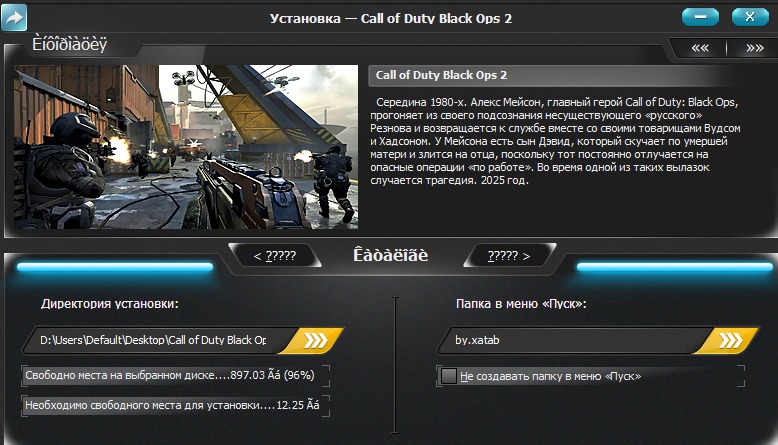 Установка — Call of Duty Black Ops 2
Èíôîðìàöèÿ
«« | »»
Call of Duty Black Ops 2
Середина 1980-х. Алекс Мейсон, главный герой Call of Duty: Black Ops,
прогоняет из своего подсознания несуществующего «русского»
Резнова и возвращается к службе вместе со своими товарищами Вудсом
и Хадсоном. У Мейсона есть сын Дэвид, который скучает по умершей
матери и злится на отца, поскольку тот постоянно отлучается на
опасные операции «по работе». Во время одной из таких вылазок
случается трагедия. 2025 год.
< ?????
Êàòàëîãè
????? >
Директория установки:
Папка в меню «Пуск»:
D:\Users\Default\Desktop\Call of Duty Black Op
by.xatab
Свободно места на выбранном диске....897.03 Ãá (96%)
Не создавать папку в меню «Пуск»
Необходимо свободного места для установки....12.25 Ãá